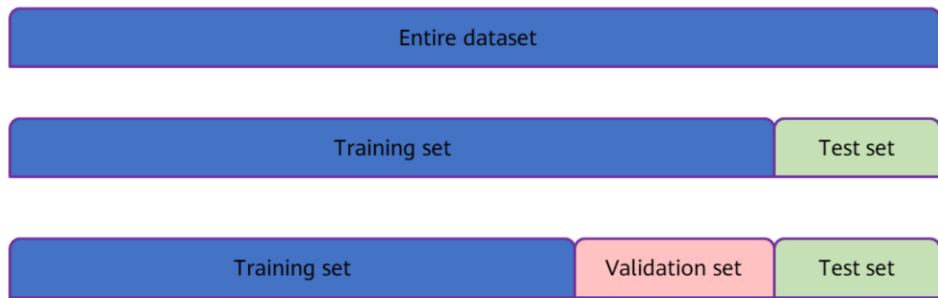 Entire dataset
Training set Test set
Training set Validation set Test set